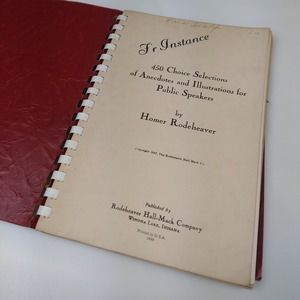 Fr Instance
450 Choice Selections
of Anecdotes and Illustrations for
Public Speakers
by
Homer Rodeheaver
Published by
Rodeheaver Hall-Mack Company
Winona Lake, Indiana
Printed in U.S.A.